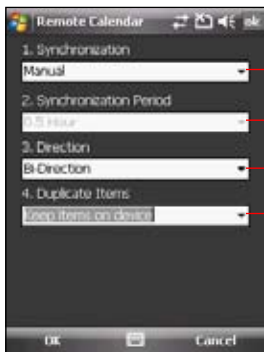 Remote Calendar ok
1. Synchronization
Manual
2. Synchronization Period
0.5 Hour
3. Direction
Bi-Direction
4. Duplicate Items
Keep items on device
OK Cancel